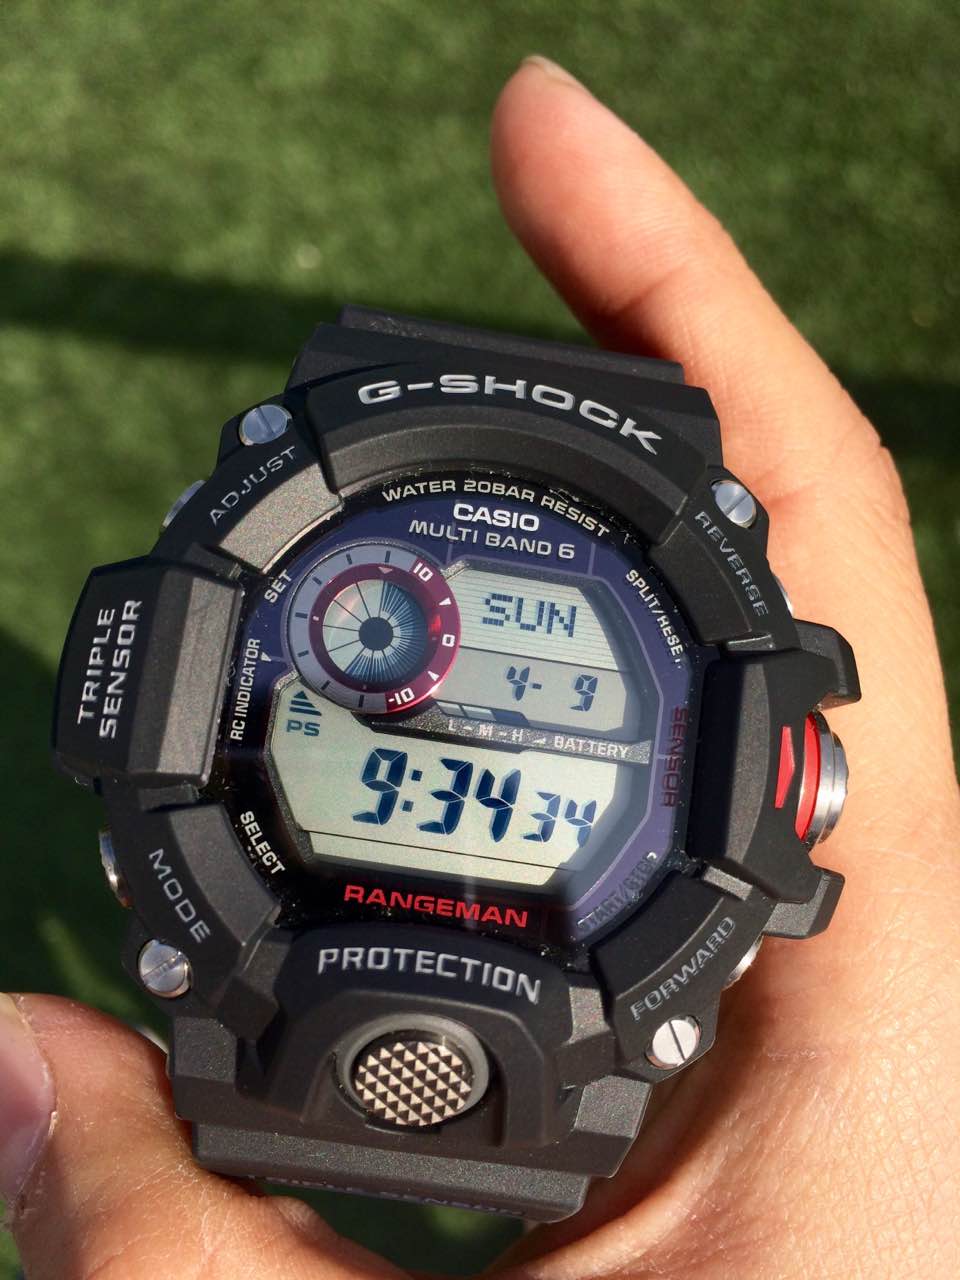 G-SHOCK
ADJUST
REVERSE
WATER 20BAR RESIST
CASIO
MULTI BAND 6
SET
SPLIT/RESET
10
0
-10
SUN
4- 9
TRIPLE
SENSOR
RC INDICATOR
PS
L - M - H
BATTERY
SENSOR
9:34 34
SELECT
START/STOP
MODE
RANGEMAN
FORWARD
PROTECTION